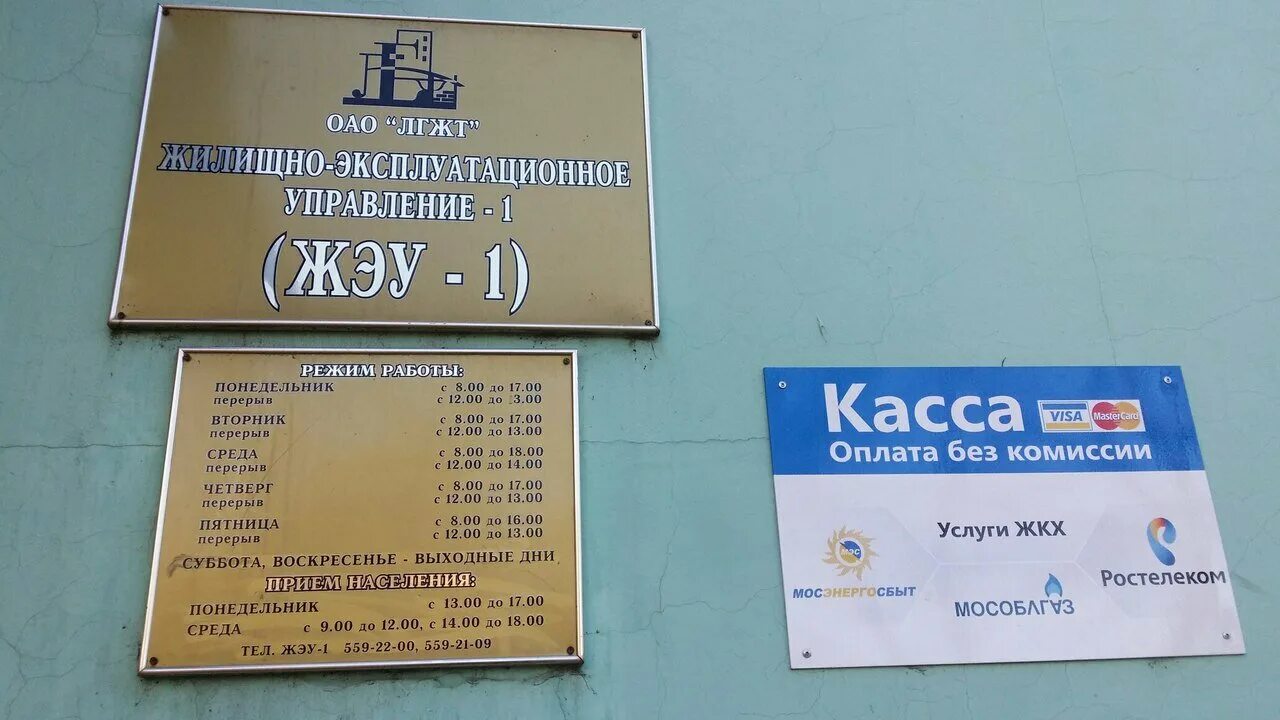 ОАО "ЛГЖТ"
ЖИЛИЩНО-ЭКСПЛУАТАЦИОННОЕ
УПРАВЛЕНИЕ - 1
(ЖЭУ - 1)
РЕЖИМ РАБОТЫ:
ПОНЕДЕЛЬНИК с 8.00 до 17.00
перерыв с 12.00 до 13.00
ВТОРНИК с 8.00 до 17.00
перерыв с 12.00 до 13.00
СРЕДА с 8.00 до 18.00
перерыв с 12.00 до 14.00
ЧЕТВЕРГ с 8.00 до 17.00
перерыв с 12.00 до 13.00
ПЯТНИЦА с 8.00 до 16.00
перерыв с 12.00 до 13.00
СУББОТА, ВОСКРЕСЕНЬЕ - ВЫХОДНЫЕ ДНИ
ПРИЕМ НАСЕЛЕНИЯ:
ПОНЕДЕЛЬНИК с 13.00 до 17.00
СРЕДА с 9.00 до 12.00, с 14.00 до 18.00
ТЕЛ. ЖЭУ-1 559-22-00, 559-21-09
Касса VISA MasterCard
Оплата без комиссии
Услуги ЖКХ
МЭС
МОСЭНЕРГОСБЫТ
МОСОБЛГАЗ
Ростелеком